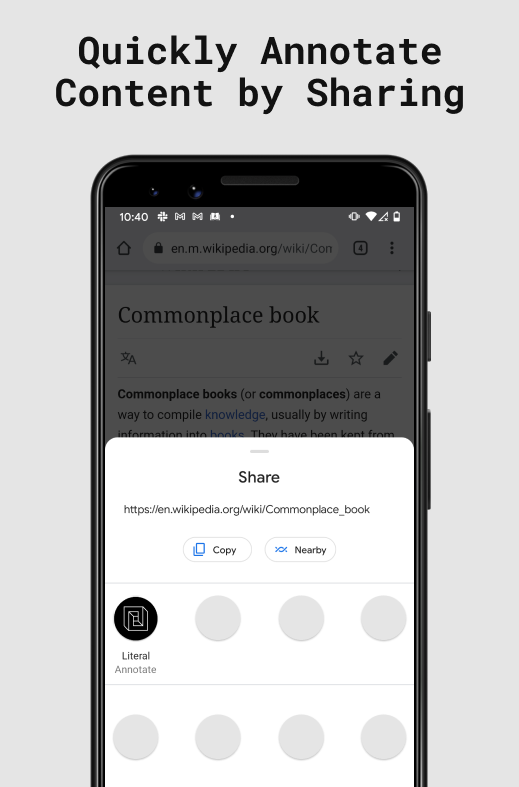 Quickly Annotate
Content by Sharing
10:40
en.m.wikipedia.org/wiki/Com
4
Commonplace book
Commonplace books (or commonplaces) are a
way to compile knowledge, usually by writing
information into books. They have been kept from
Share
https://en.wikipedia.org/wiki/Commonplace_book
Copy
Nearby
Literal
Annotate